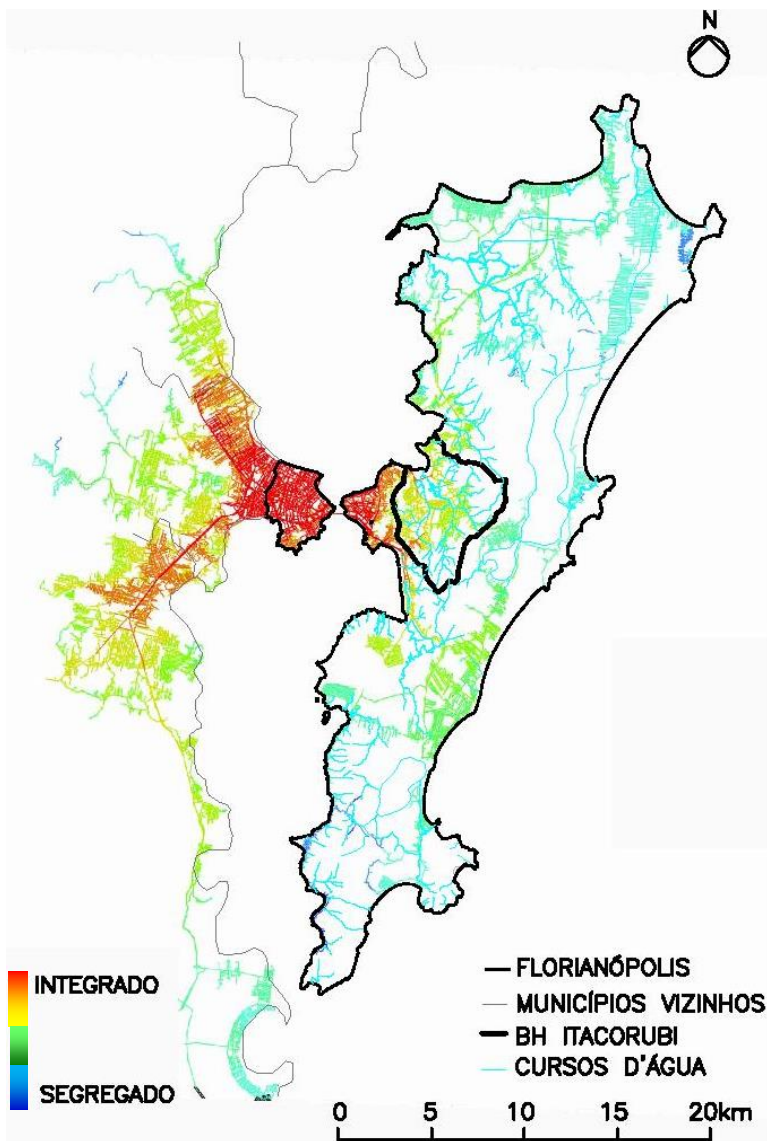 N
INTEGRADO
SEGREGADO
FLORIANÓPOLIS
MUNICÍPIOS VIZINHOS
BH ITACORUBI
CURSOS D'ÁGUA
0 5 10 15 20km